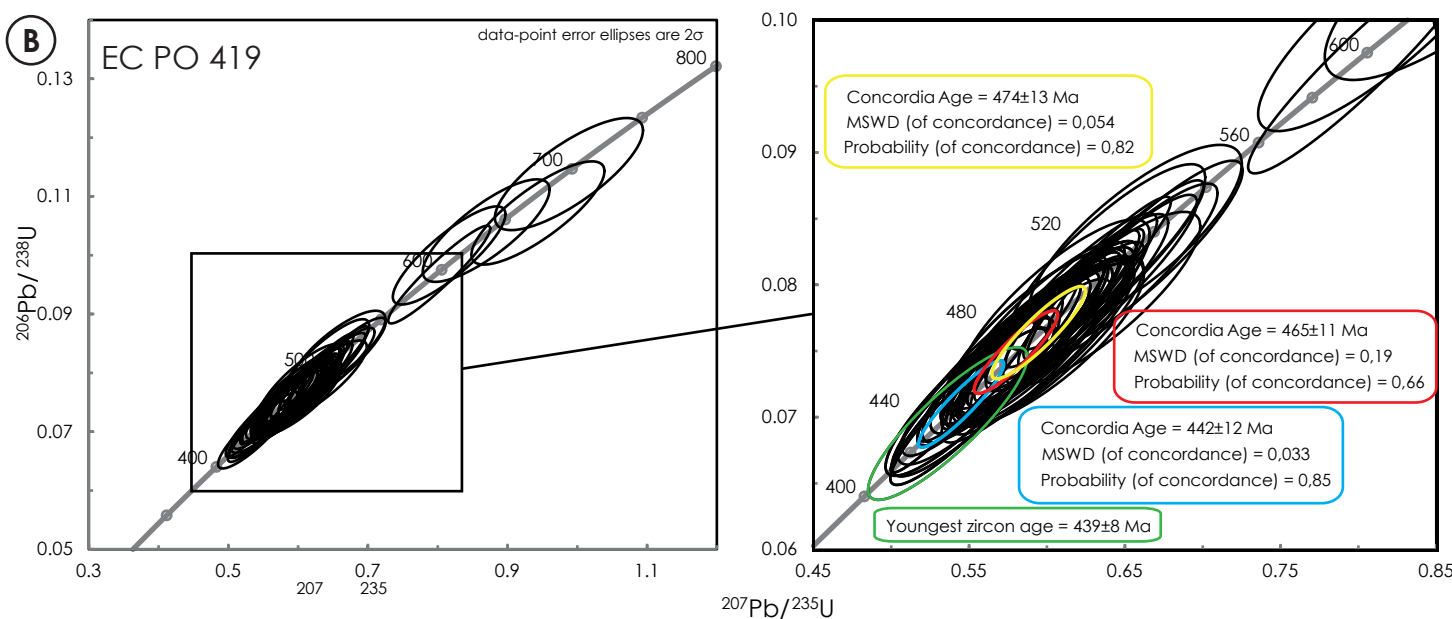 B
EC PO 419
data-point error ellipses are 2σ
800
700
600
500
400
0.13
0.11
0.09
0.07
0.05
0.3
0.5
0.7
0.9
1.1
207
235
206Pb/238U
0.10
0.09
0.08
0.07
0.06
0.45
0.55
0.65
0.75
0.85
600
560
520
480
440
400
Concordia Age = 474±13 Ma
MSWD (of concordance) = 0,054
Probability (of concordance) = 0,82
Concordia Age = 465±11 Ma
MSWD (of concordance) = 0,19
Probability (of concordance) = 0,66
Concordia Age = 442±12 Ma
MSWD (of concordance) = 0,033
Probability (of concordance) = 0,85
Youngest zircon age = 439±8 Ma
207Pb/235U